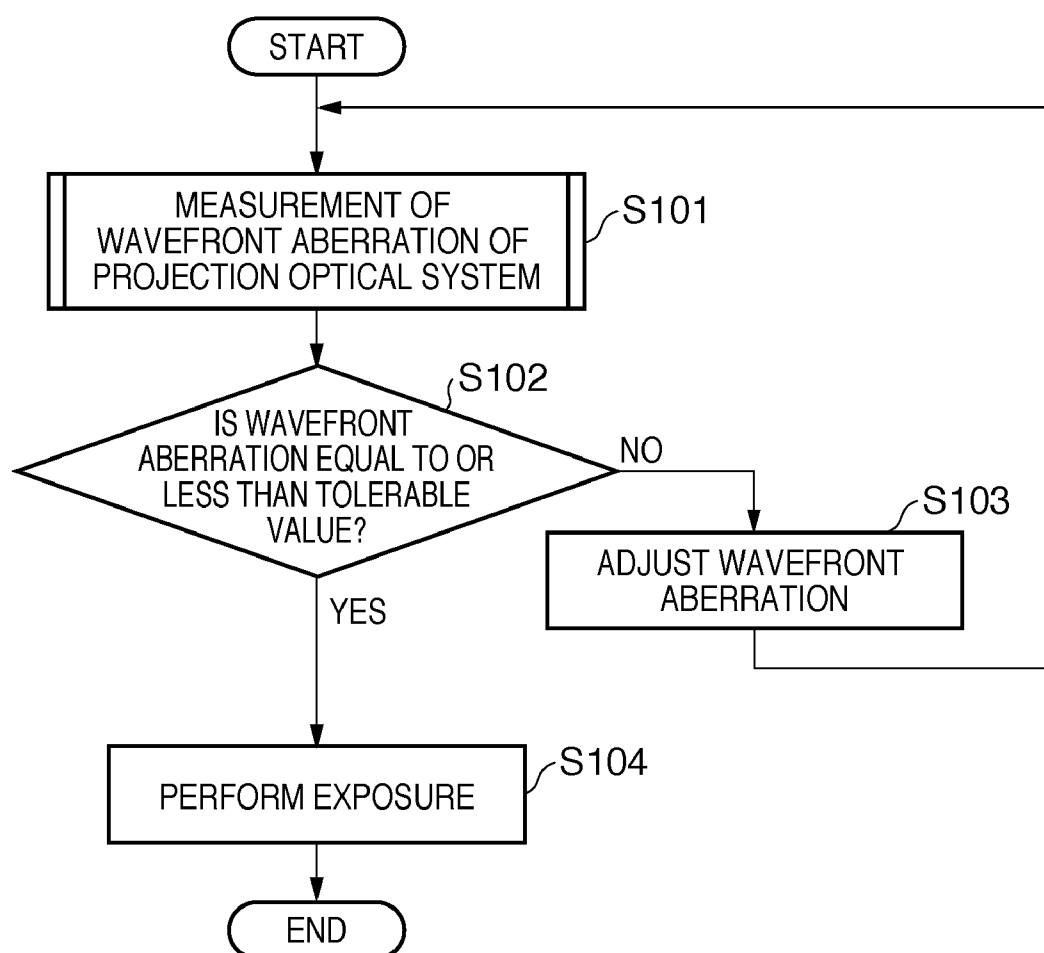 START
MEASUREMENT OF
WAVEFRONT ABERRATION OF
PROJECTION OPTICAL SYSTEM
S101
S102
IS WAVEFRONT
ABERRATION EQUAL TO OR
LESS THAN TOLERABLE
VALUE?
NO
S103
ADJUST WAVEFRONT
ABERRATION
YES
S104
PERFORM EXPOSURE
END